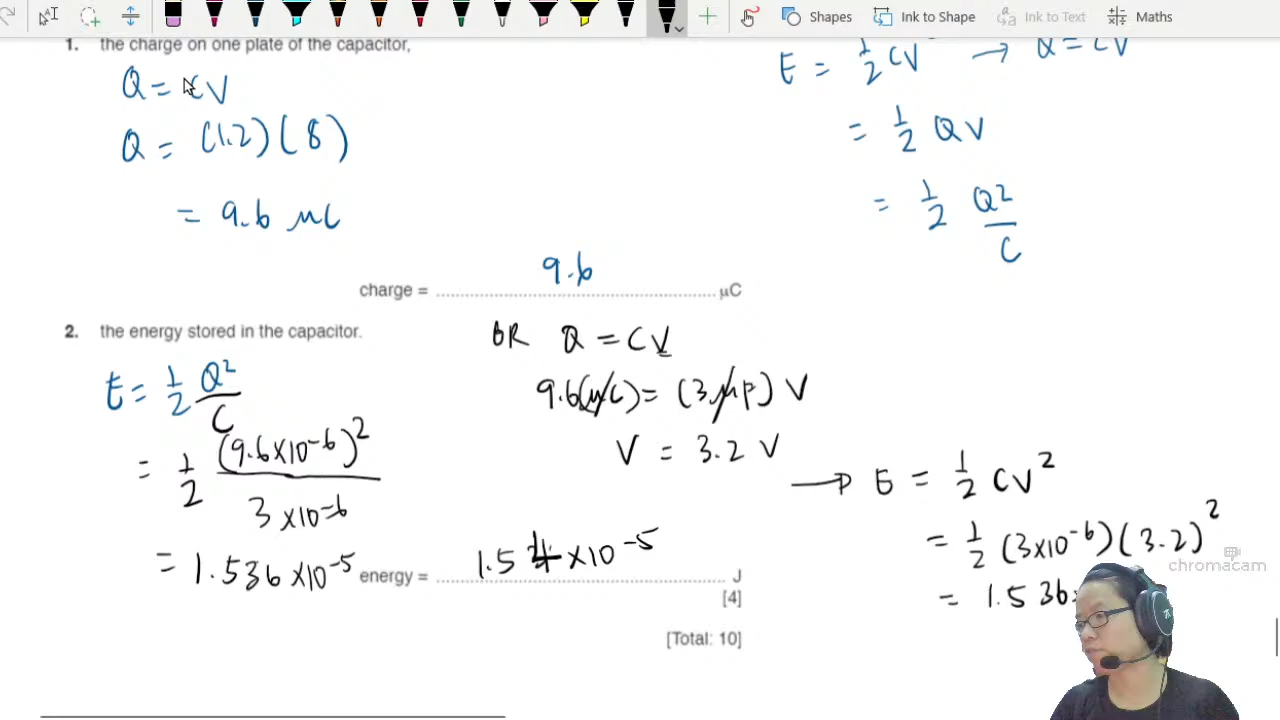 Shapes Ink to Shape Ink to Text Maths
1. the charge on one plate of the capacitor,
Q = CV
Q = (1.2)(8)
= 9.6 μC
E = 1/2 CV → Q = CV
= 1/2 QV
= 1/2 Q²/C
9.6
charge = ........ μC
2. the energy stored in the capacitor.
E = 1/2 Q²/C
= 1/2 (9.6×10-6)²/3×10-6
= 1.536×10-5
OR Q = CV
9.6(μC) = (3 μF) V
V = 3.2 V
→ E = 1/2 CV²
= 1/2 (3×10-6)(3.2)²
= 1.536×
1.54×10-5
energy = ........ J
[4]
[Total: 10]
chromacam